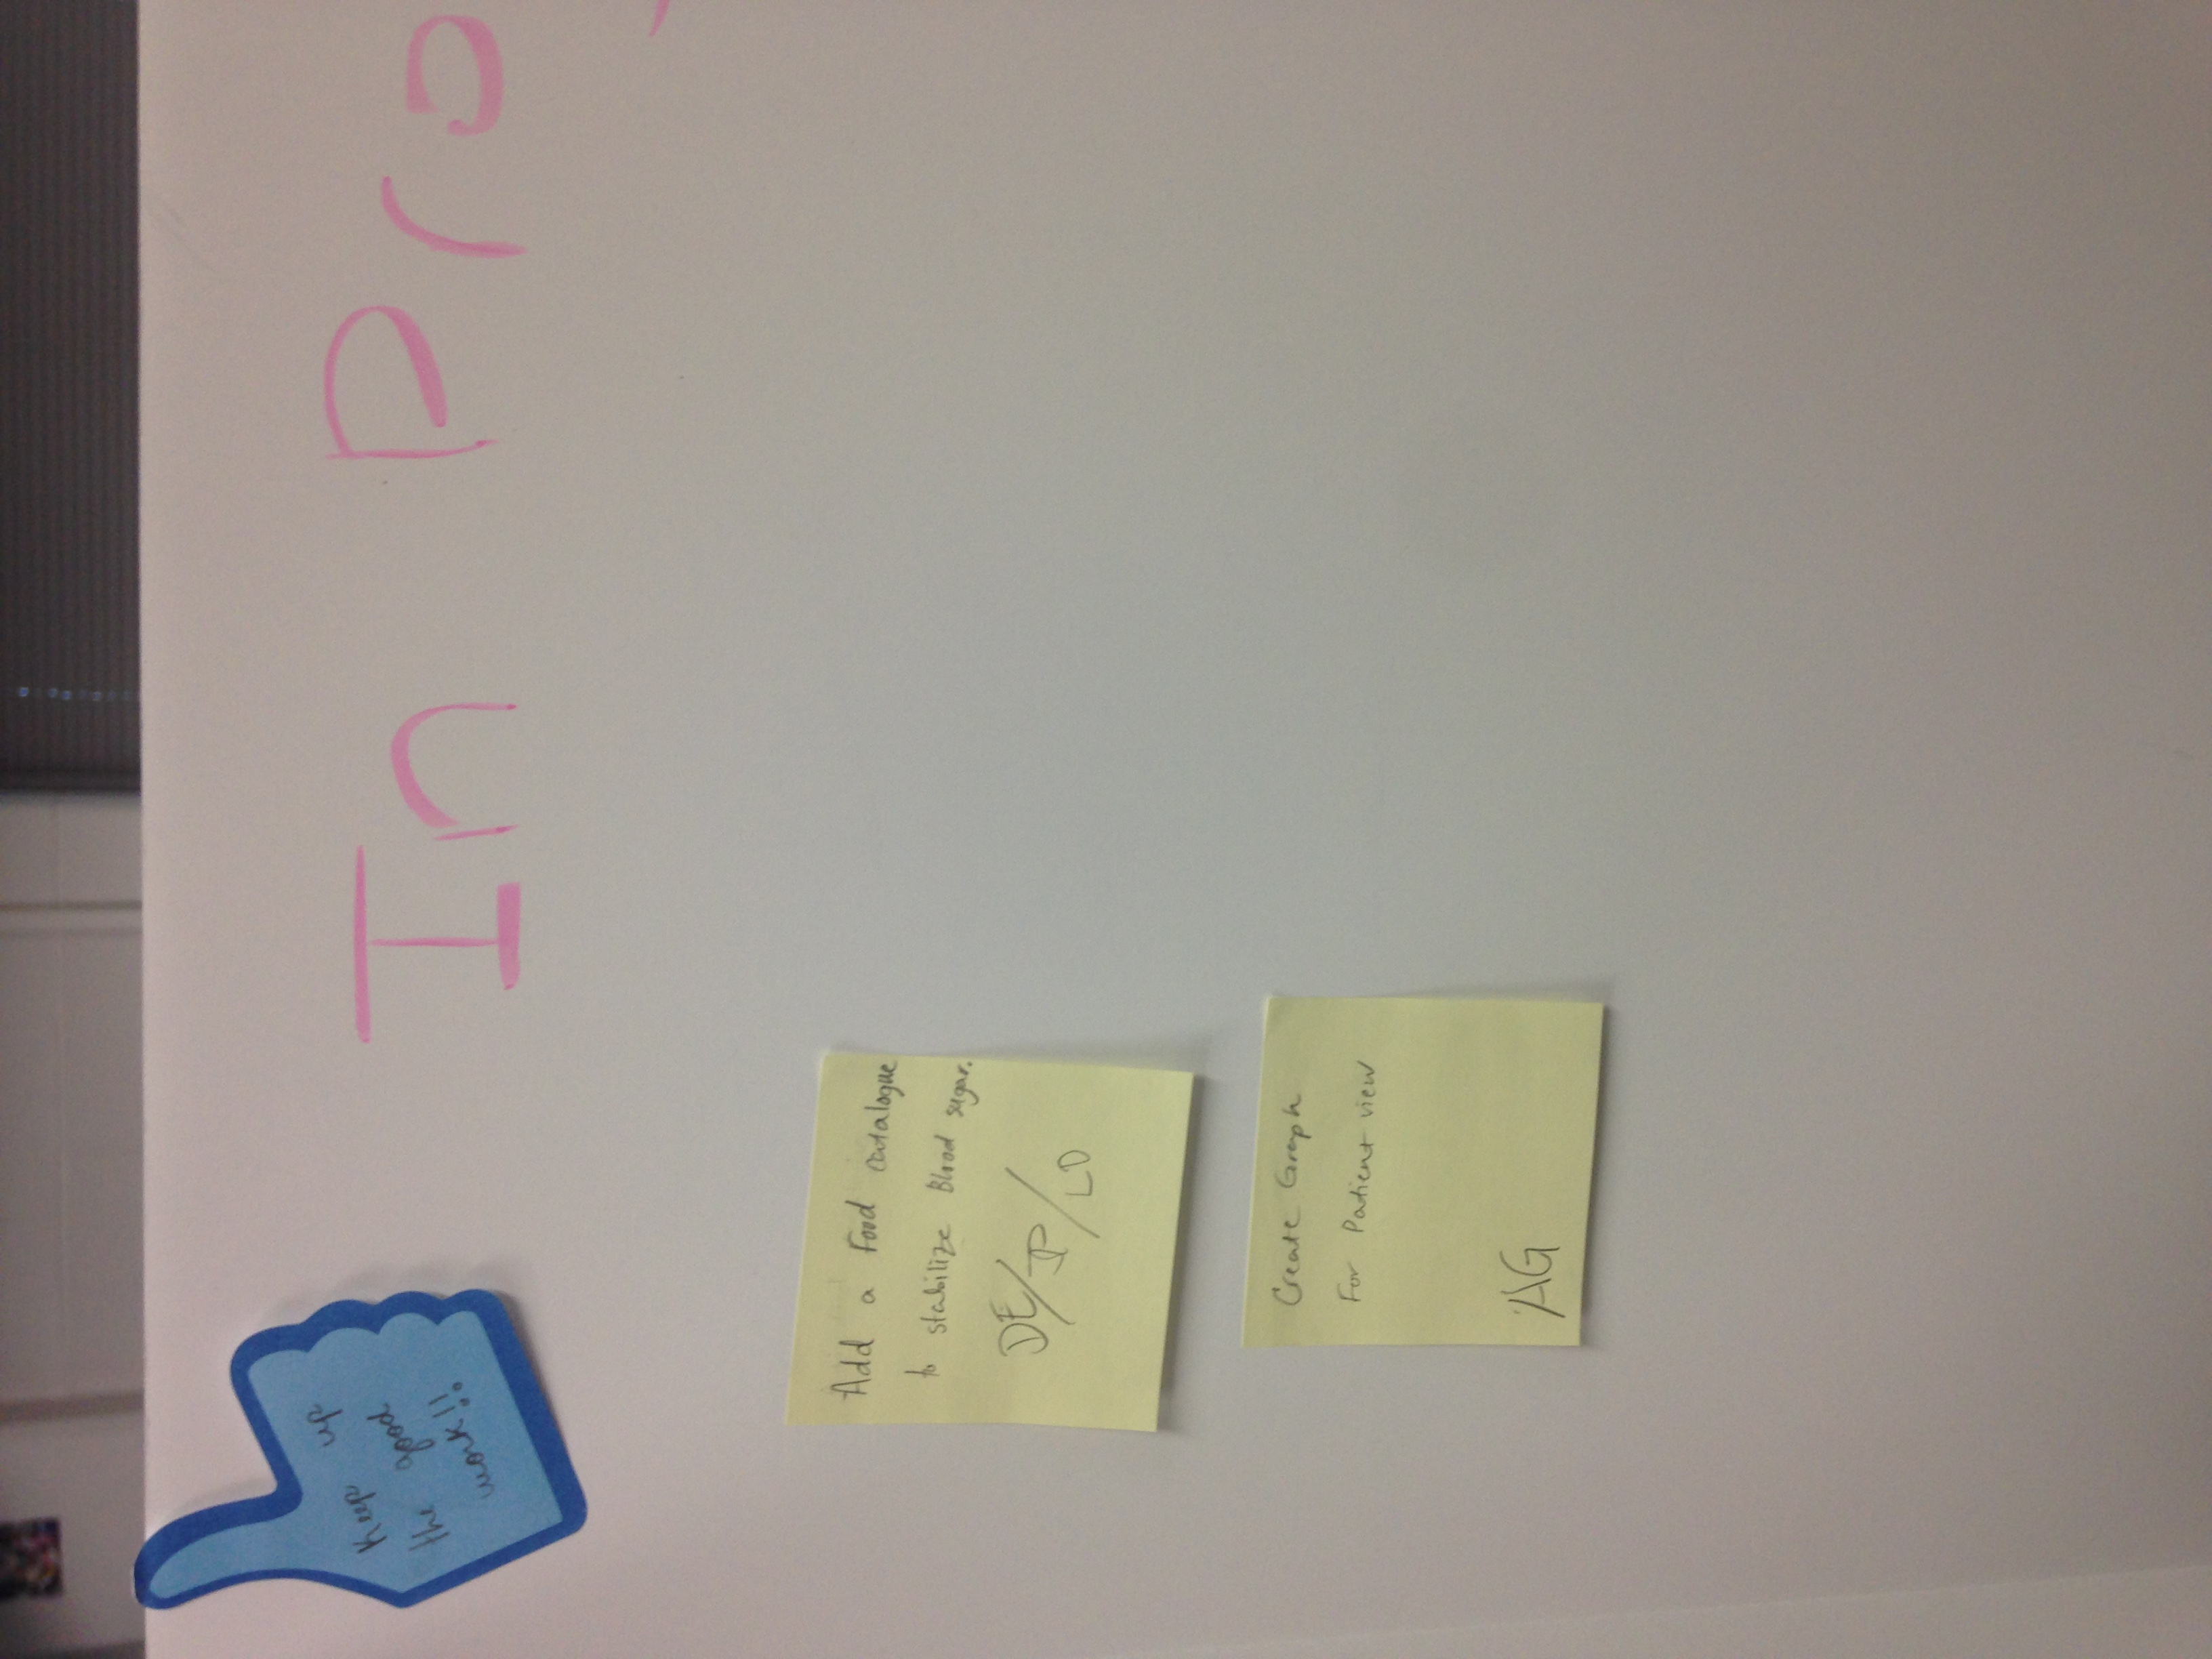 Keep up
the good
work!!
In Pro
Add a Food catalogue
to stabilize Blood sugar.
DE/JP/LD
Create Graph
For Patient view
AG